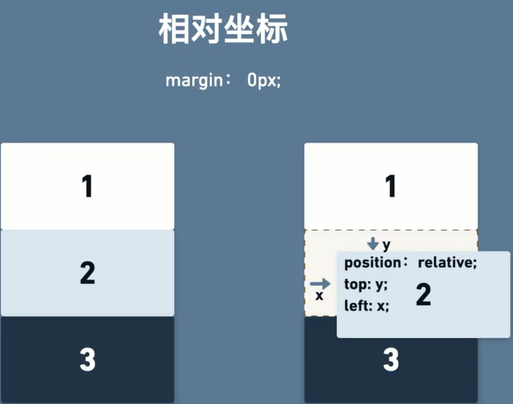 相对坐标
margin： 0px;
1
2
3
1
y
x
position： relative;
top: y;
left: x;
2
3